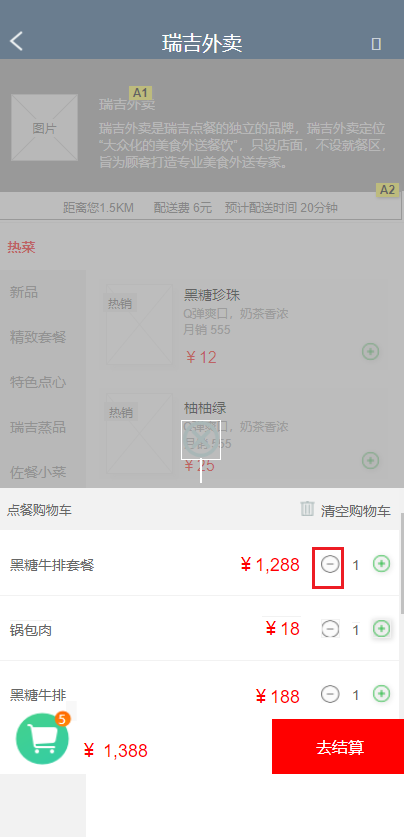 瑞吉外卖
A1
瑞吉外卖
图片
瑞吉外卖是瑞吉点餐的独立的品牌，瑞吉外卖定位
“大众化的美食外送餐饮”，只设店面，不设就餐区，
旨为顾客打造专业美食外送专家。
A2
距离您1.5KM 配送费 6元 预计配送时间 20分钟
热菜
新品
精致套餐
特色点心
瑞吉蒸品
佐餐小菜
热销
黑糖珍珠
Q弹爽口，奶茶香浓
月销 555
¥12
热销
柚柚绿
Q弹爽口，奶茶香浓
月销 555
¥25
点餐购物车
清空购物车
黑糖牛排套餐 ¥1,288 1
锅包肉 ¥18 1
黑糖牛排 ¥188 1
5
¥ 1,388
去结算